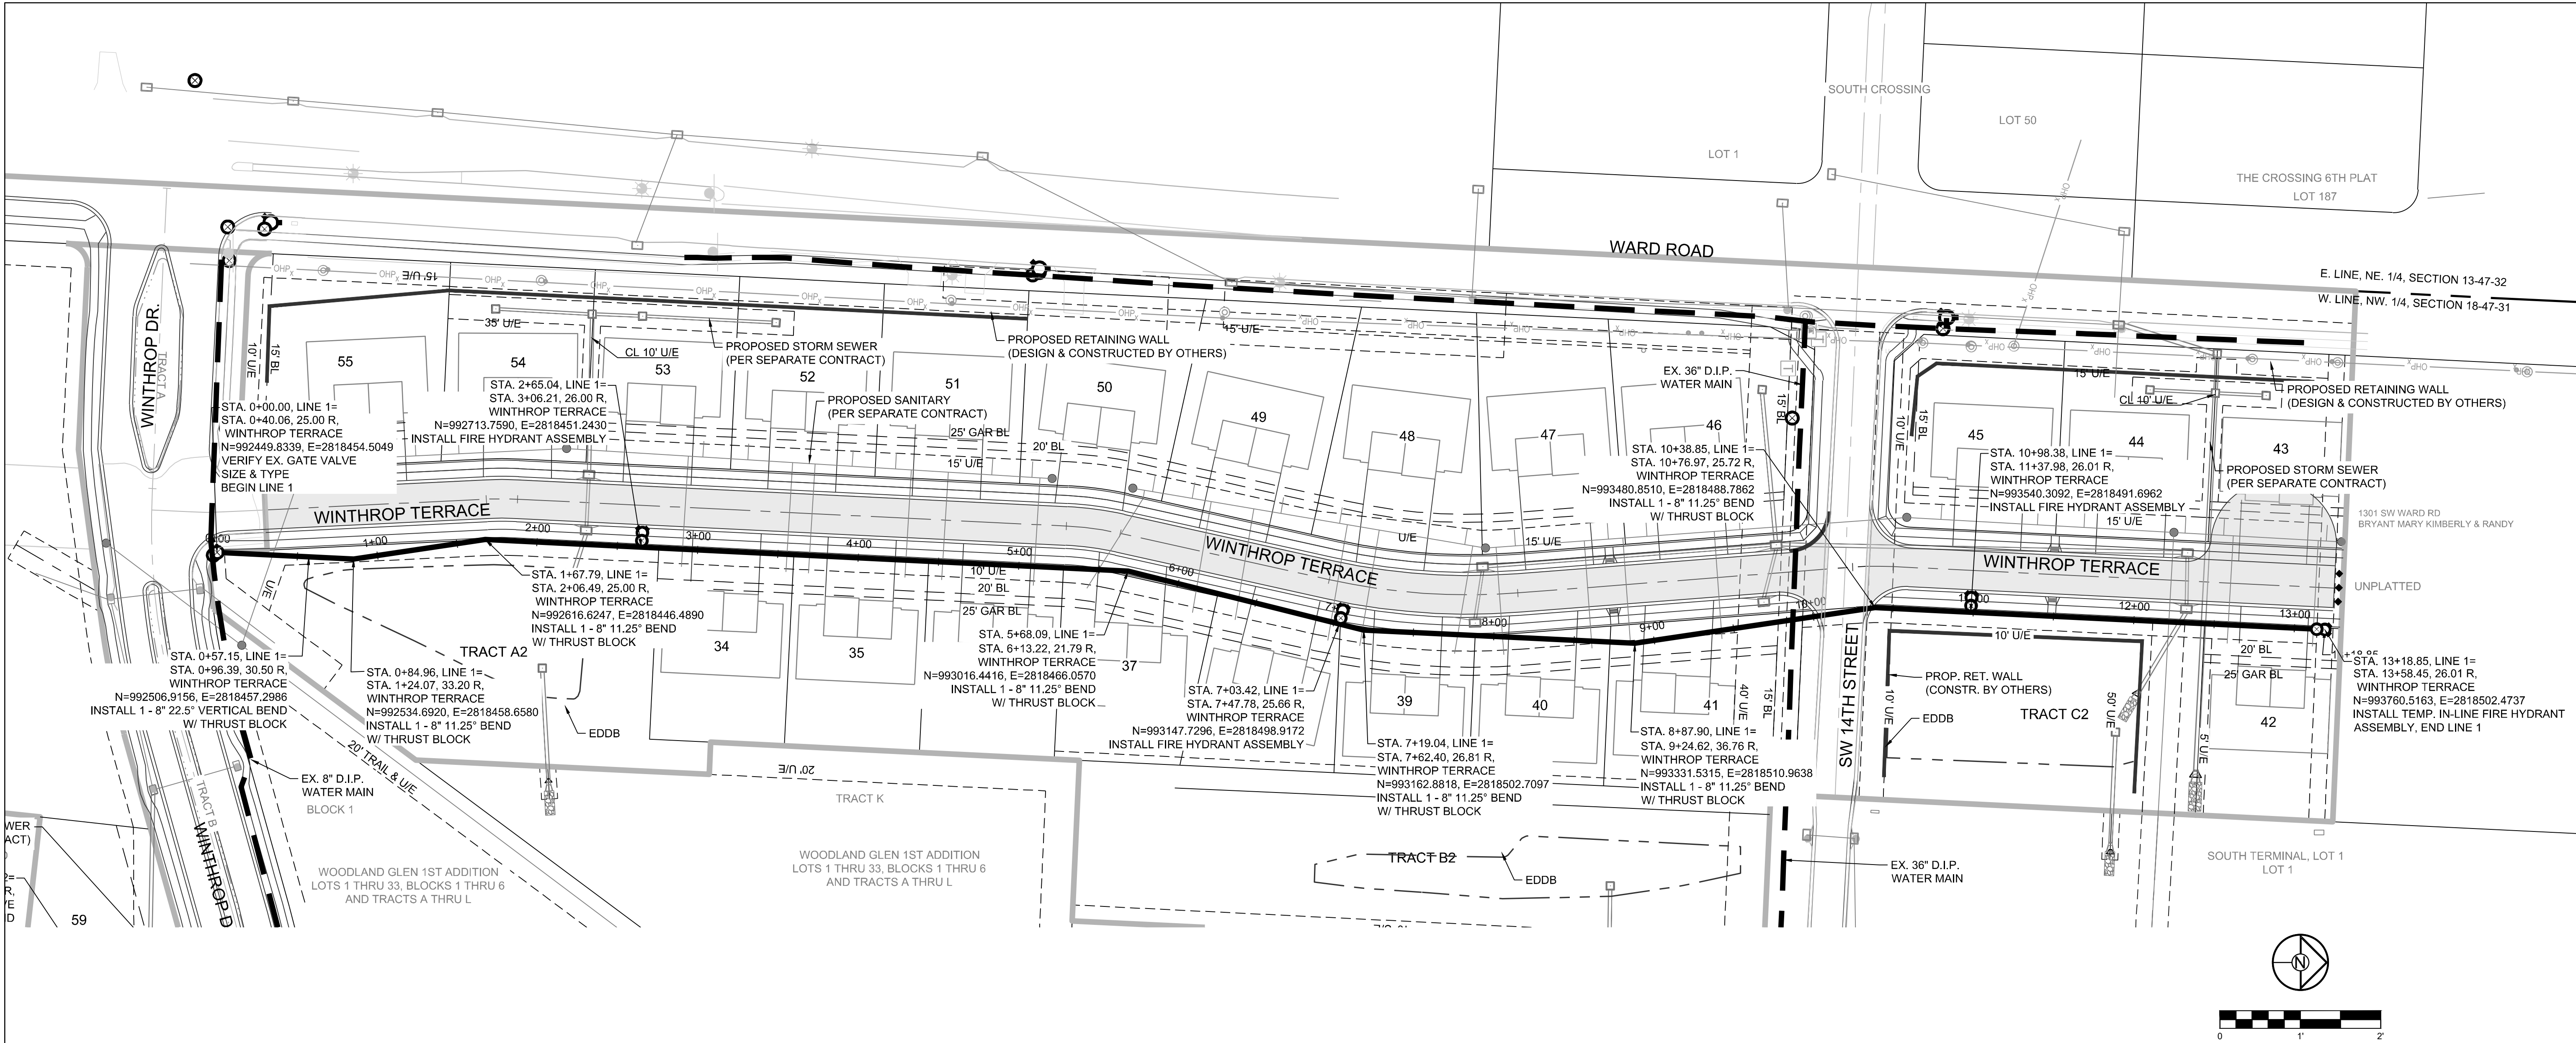 SOUTH CROSSING
LOT 50
LOT 1
THE CROSSING 6TH PLAT
LOT 187
WARD ROAD
E. LINE, NE. 1/4, SECTION 13-47-32
W. LINE, NW. 1/4, SECTION 18-47-31
WINTHROP DR.
TRACT A
10' U/E
15' BL
15' U/E
35' U/E
CL 10' U/E
PROPOSED STORM SEWER
(PER SEPARATE CONTRACT)
PROPOSED RETAINING WALL
(DESIGN & CONSTRUCTED BY OTHERS)
15' U/E
EX. 36" D.I.P.
WATER MAIN
15' BL
10' U/E
15' BL
15' U/E
CL 10' U/E
PROPOSED RETAINING WALL
(DESIGN & CONSTRUCTED BY OTHERS)
55
54
53
52
51
50
49
48
47
46
45
44
43
STA. 0+00.00, LINE 1=
STA. 0+40.06, 25.00 R,
WINTHROP TERRACE
N=992449.8339, E=2818454.5049
VERIFY EX. GATE VALVE
SIZE & TYPE
BEGIN LINE 1
STA. 2+65.04, LINE 1=
STA. 3+06.21, 26.00 R,
WINTHROP TERRACE
N=992713.7590, E=2818451.2430
INSTALL FIRE HYDRANT ASSEMBLY
PROPOSED SANITARY
(PER SEPARATE CONTRACT)
25' GAR BL
20' BL
15' U/E
STA. 10+38.85, LINE 1=
STA. 10+76.97, 25.72 R,
WINTHROP TERRACE
N=993480.8510, E=2818488.7862
INSTALL 1 - 8" 11.25° BEND
W/ THRUST BLOCK
STA. 10+98.38, LINE 1=
STA. 11+37.98, 26.01 R,
WINTHROP TERRACE
N=993540.3092, E=2818491.6962
INSTALL FIRE HYDRANT ASSEMBLY
15' U/E
PROPOSED STORM SEWER
(PER SEPARATE CONTRACT)
1301 SW WARD RD
BRYANT MARY KIMBERLY & RANDY
UNPLATTED
WINTHROP TERRACE
WINTHROP TERRACE
WINTHROP TERRACE
U/E
15' U/E
1+00
2+00
3+00
4+00
5+00
6+00
8+00
9+00
10+00
12+00
13+00
U/E
10' U/E
20' BL
25' GAR BL
STA. 0+57.15, LINE 1=
STA. 0+96.39, 30.50 R,
WINTHROP TERRACE
N=992506.9156, E=2818457.2986
INSTALL 1 - 8" 22.5° VERTICAL BEND
W/ THRUST BLOCK
STA. 0+84.96, LINE 1=
STA. 1+24.07, 33.20 R,
WINTHROP TERRACE
N=992534.6920, E=2818458.6580
INSTALL 1 - 8" 11.25° BEND
W/ THRUST BLOCK
TRACT A2
STA. 1+67.79, LINE 1=
STA. 2+06.49, 25.00 R,
WINTHROP TERRACE
N=992616.6247, E=2818446.4890
INSTALL 1 - 8" 11.25° BEND
W/ THRUST BLOCK
EDDB
34
35
37
39
40
41
42
STA. 5+68.09, LINE 1=
STA. 6+13.22, 21.79 R,
WINTHROP TERRACE
N=993016.4416, E=2818466.0570
INSTALL 1 - 8" 11.25° BEND
W/ THRUST BLOCK
STA. 7+03.42, LINE 1=
STA. 7+47.78, 25.66 R,
WINTHROP TERRACE
N=993147.7296, E=2818498.9172
INSTALL FIRE HYDRANT ASSEMBLY
STA. 7+19.04, LINE 1=
STA. 7+62.40, 26.81 R,
WINTHROP TERRACE
N=993162.8818, E=2818502.7097
INSTALL 1 - 8" 11.25° BEND
W/ THRUST BLOCK
STA. 8+87.90, LINE 1=
STA. 9+24.62, 36.76 R,
WINTHROP TERRACE
N=993331.5315, E=2818510.9638
INSTALL 1 - 8" 11.25° BEND
W/ THRUST BLOCK
40' U/E
15' BL
SW 14TH STREET
10' U/E
10' U/E
PROP. RET. WALL
(CONSTR. BY OTHERS)
EDDB
TRACT C2
50' U/E
5' U/E
20' BL
25' GAR BL
STA. 13+18.85, LINE 1=
STA. 13+58.45, 26.01 R,
WINTHROP TERRACE
N=993760.5163, E=2818502.4737
INSTALL TEMP. IN-LINE FIRE HYDRANT
ASSEMBLY, END LINE 1
EX. 8" D.I.P.
WATER MAIN
BLOCK 1
20' TRAIL & U/E
TRACT B
WINTHROP D
20' U/E
TRACT K
WOODLAND GLEN 1ST ADDITION
LOTS 1 THRU 33, BLOCKS 1 THRU 6
AND TRACTS A THRU L
WOODLAND GLEN 1ST ADDITION
LOTS 1 THRU 33, BLOCKS 1 THRU 6
AND TRACTS A THRU L
TRACT B2
EDDB
EX. 36" D.I.P.
WATER MAIN
SOUTH TERMINAL, LOT 1
LOT 1
59
N
0 1' 2'